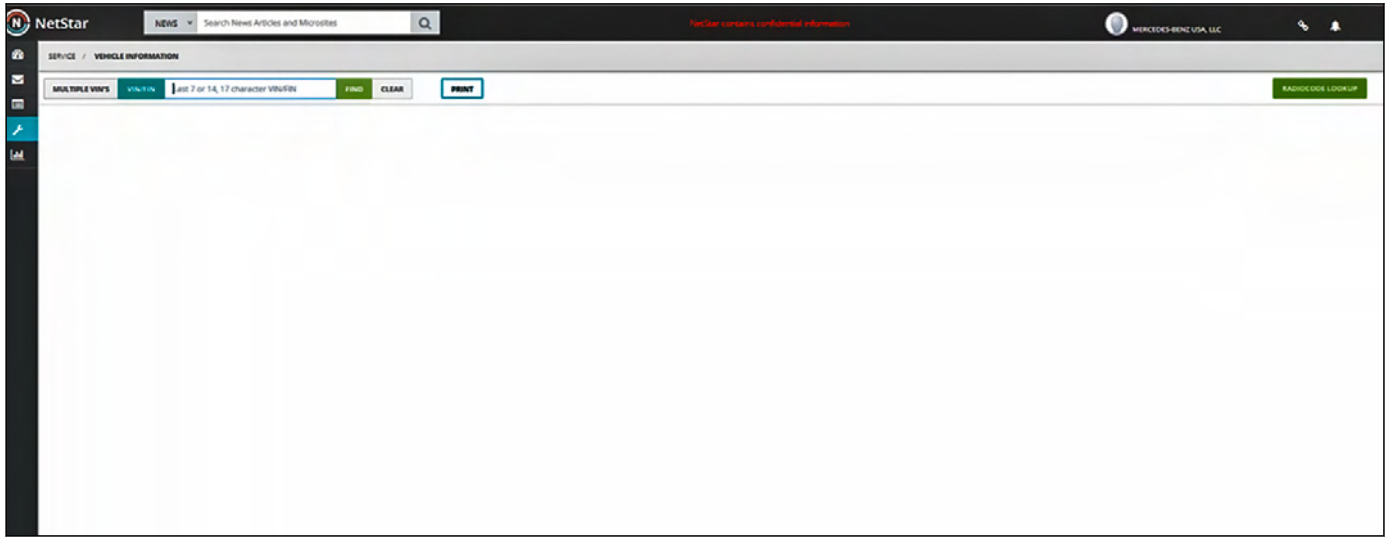 N NetStar NEWS Search News Articles and Microsites NetStar contains confidential information MERCEDES-BENZ USA, LLC
SERVICE / VEHICLE INFORMATION
MULTIPLE VIN'S VIN/FIN Last 7 or 14, 17 character VIN/FIN FIND CLEAR PRINT RADIOCODE LOOKUP